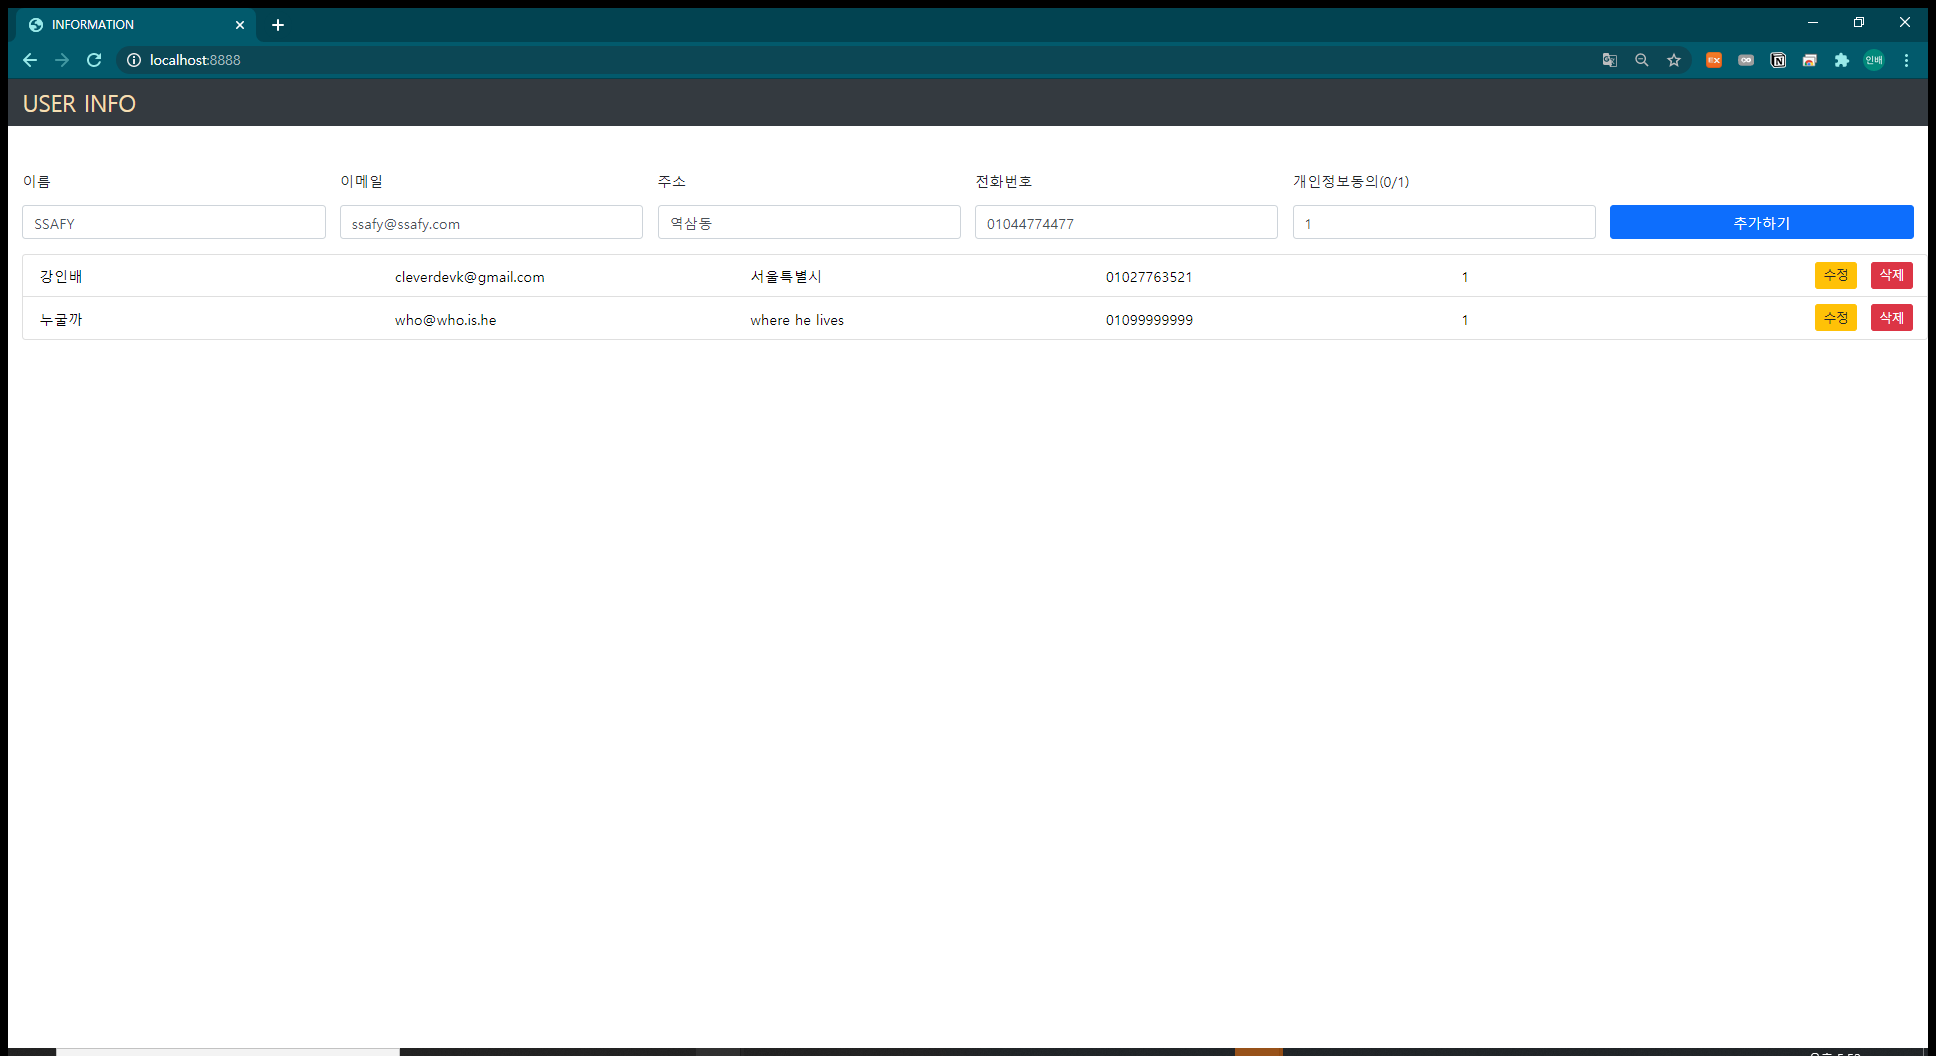 INFORMATION
localhost:8888
EX
인배
USER INFO
이름 이메일 주소 전화번호 개인정보동의(0/1)
SSAFY ssafy@ssafy.com 역삼동 01044774477 1 추가하기
강인배 cleverdevk@gmail.com 서울특별시 01027763521 1 수정 삭제
누굴까 who@who.is.he where he lives 01099999999 1 수정 삭제